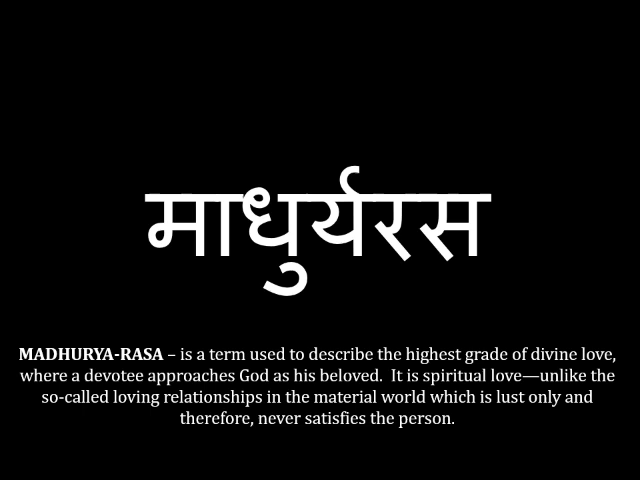 माधुर्यरस
MADHURYA-RASA – is a term used to describe the highest grade of divine love,
where a devotee approaches God as his beloved.  It is spiritual love—unlike the
so-called loving relationships in the material world which is lust only and
therefore, never satisfies the person.